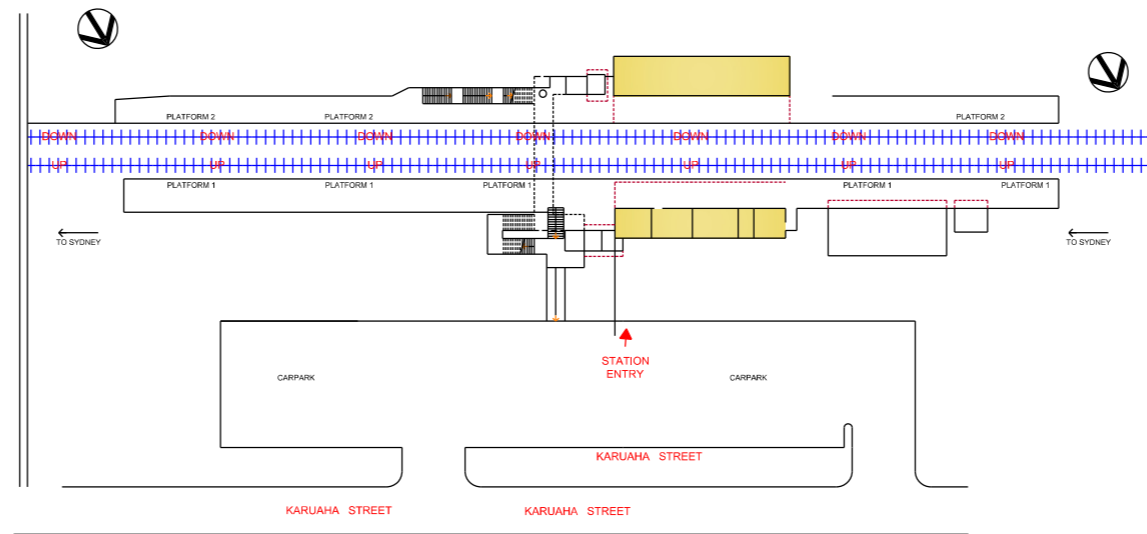 PLATFORM 2
PLATFORM 2
PLATFORM 2
DOWN
DOWN
DOWN
DOWN
DOWN
DOWN
DOWN
UP
UP
UP
UP
UP
UP
UP
PLATFORM 1
PLATFORM 1
PLATFORM 1
PLATFORM 1
PLATFORM 1
TO SYDNEY
TO SYDNEY
STATION
ENTRY
CARPARK
CARPARK
KARUAHA STREET
KARUAHA STREET
KARUAHA STREET